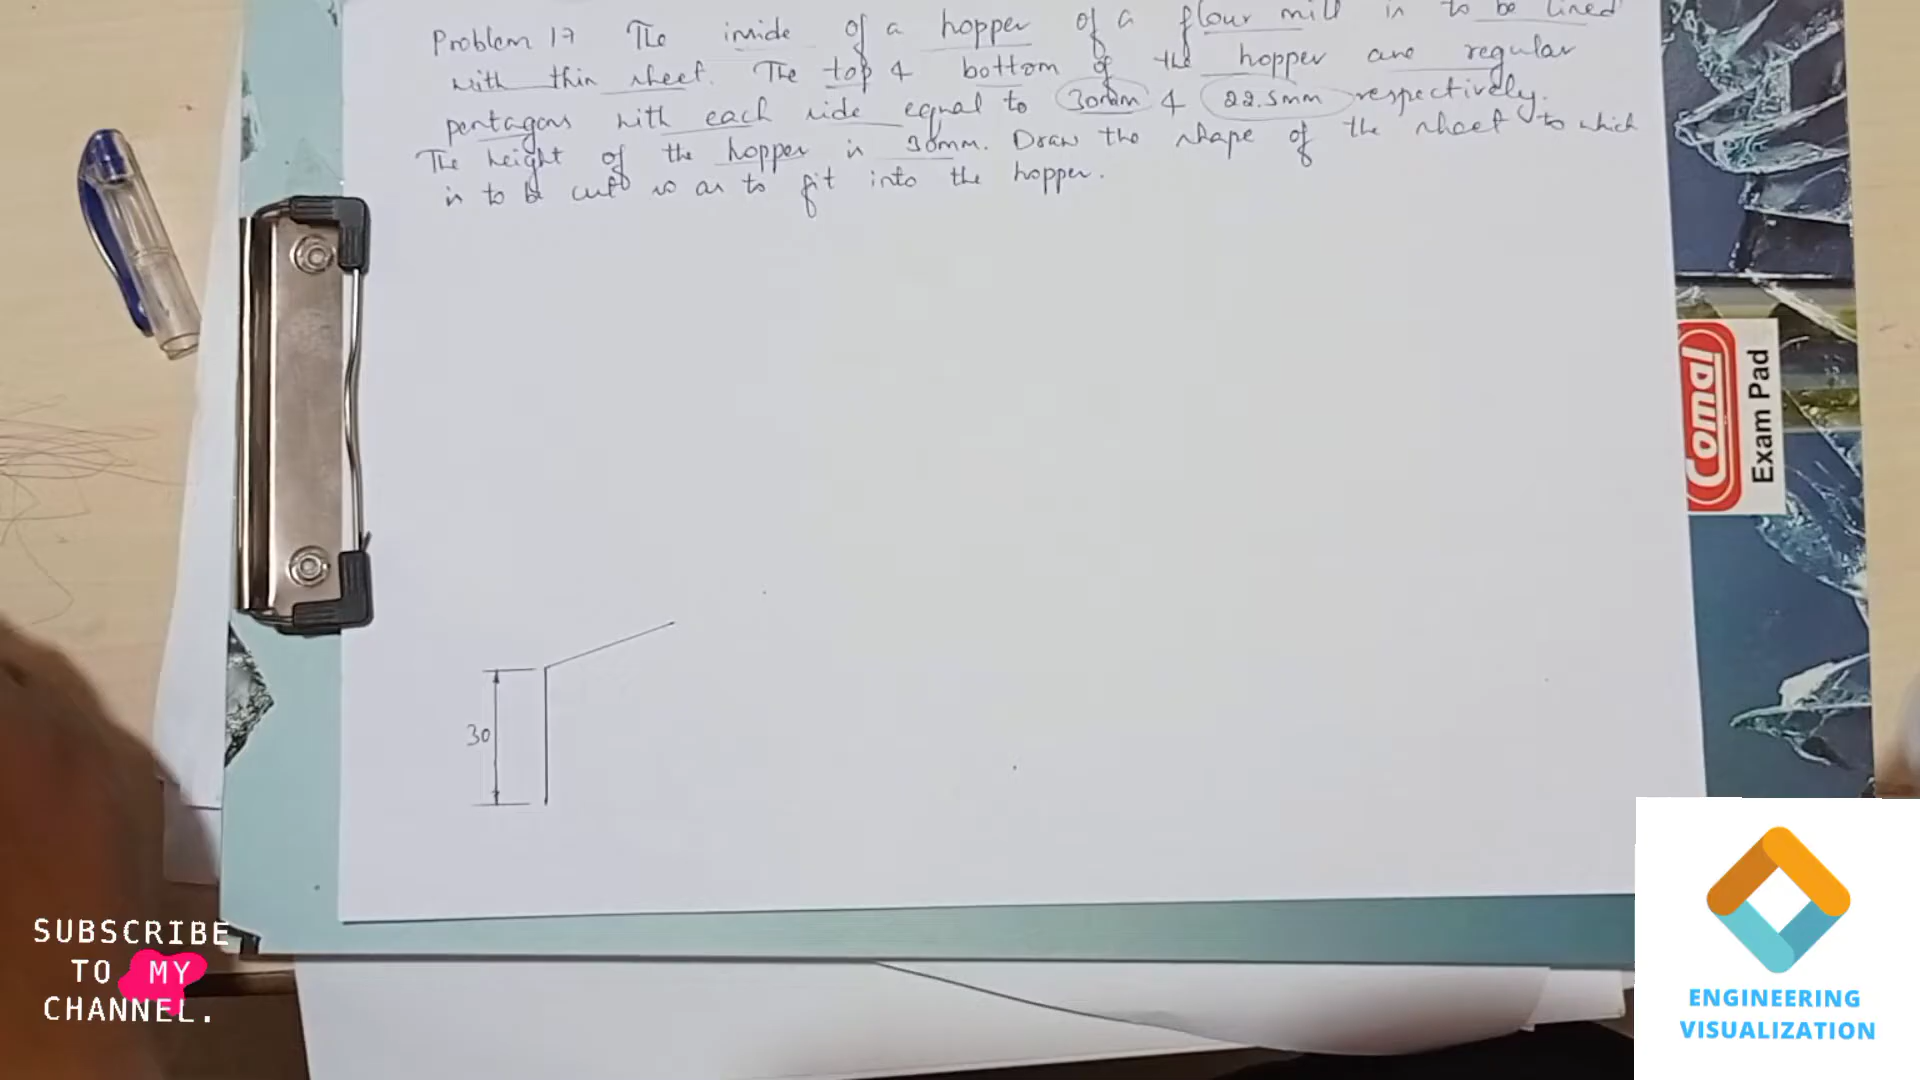 Problem 17 The inside of a hopper of a flour mill is to be lined
with thin sheet. The top & bottom of the hopper are regular
pentagons with each side equal to 30mm & 22.5mm respectively.
The height of the hopper is 30mm. Draw the shape of the sheet to which
is to be cut so as to fit into the hopper.
30
Comal
Exam Pad
SUBSCRIBE
TO MY
CHANNEL.
ENGINEERING
VISUALIZATION